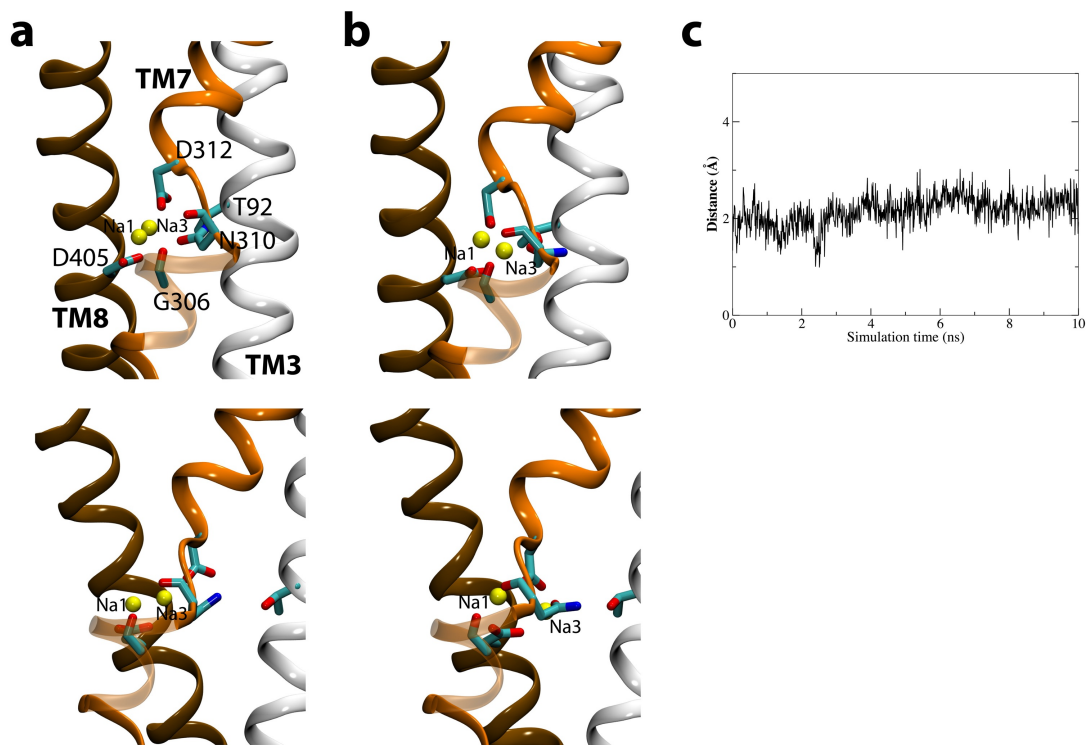 a
TM7
D312
T92
Na1
Na3
N310
D405
G306
TM8
TM3
Na1
Na3
b
Na1
Na3
Na1
Na3
c
Distance (Å)
4
2
0
0
2
4
6
8
10
Simulation time (ns)